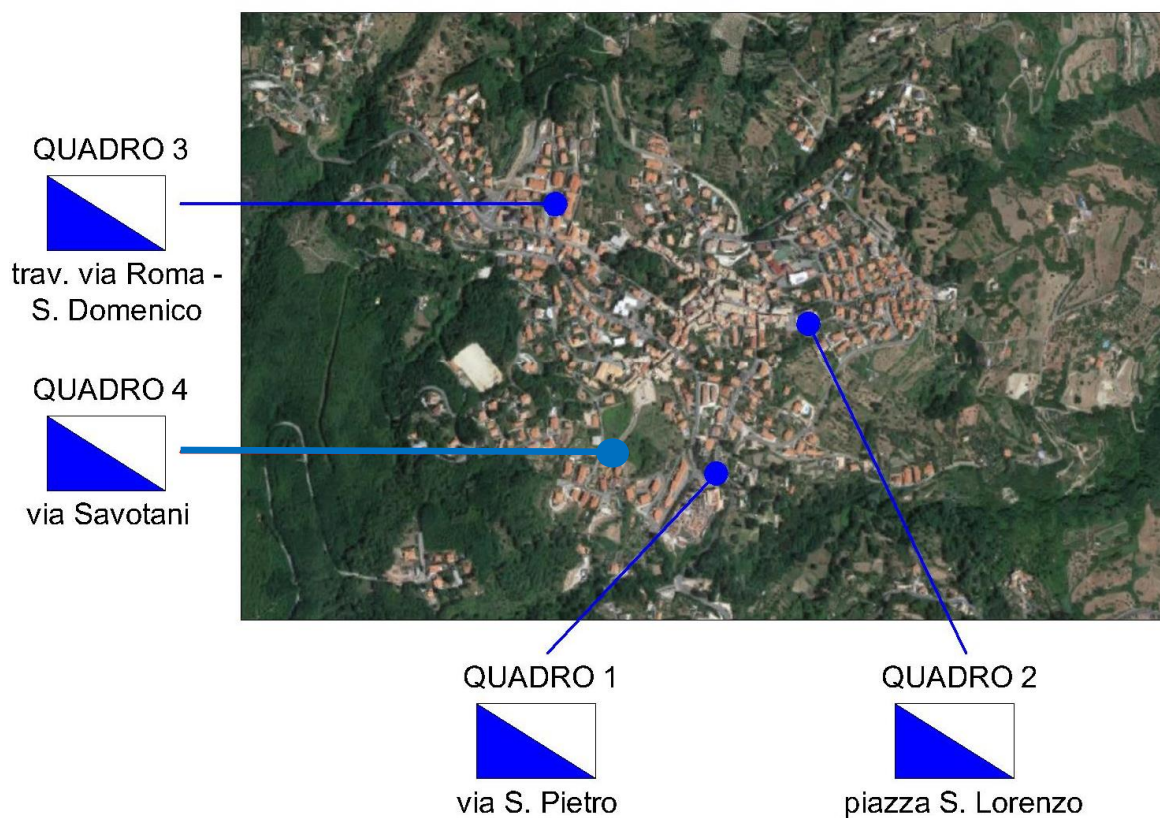 QUADRO 3
trav. via Roma -
S. Domenico
QUADRO 4
via Savotani
QUADRO 1
via S. Pietro
QUADRO 2
piazza S. Lorenzo